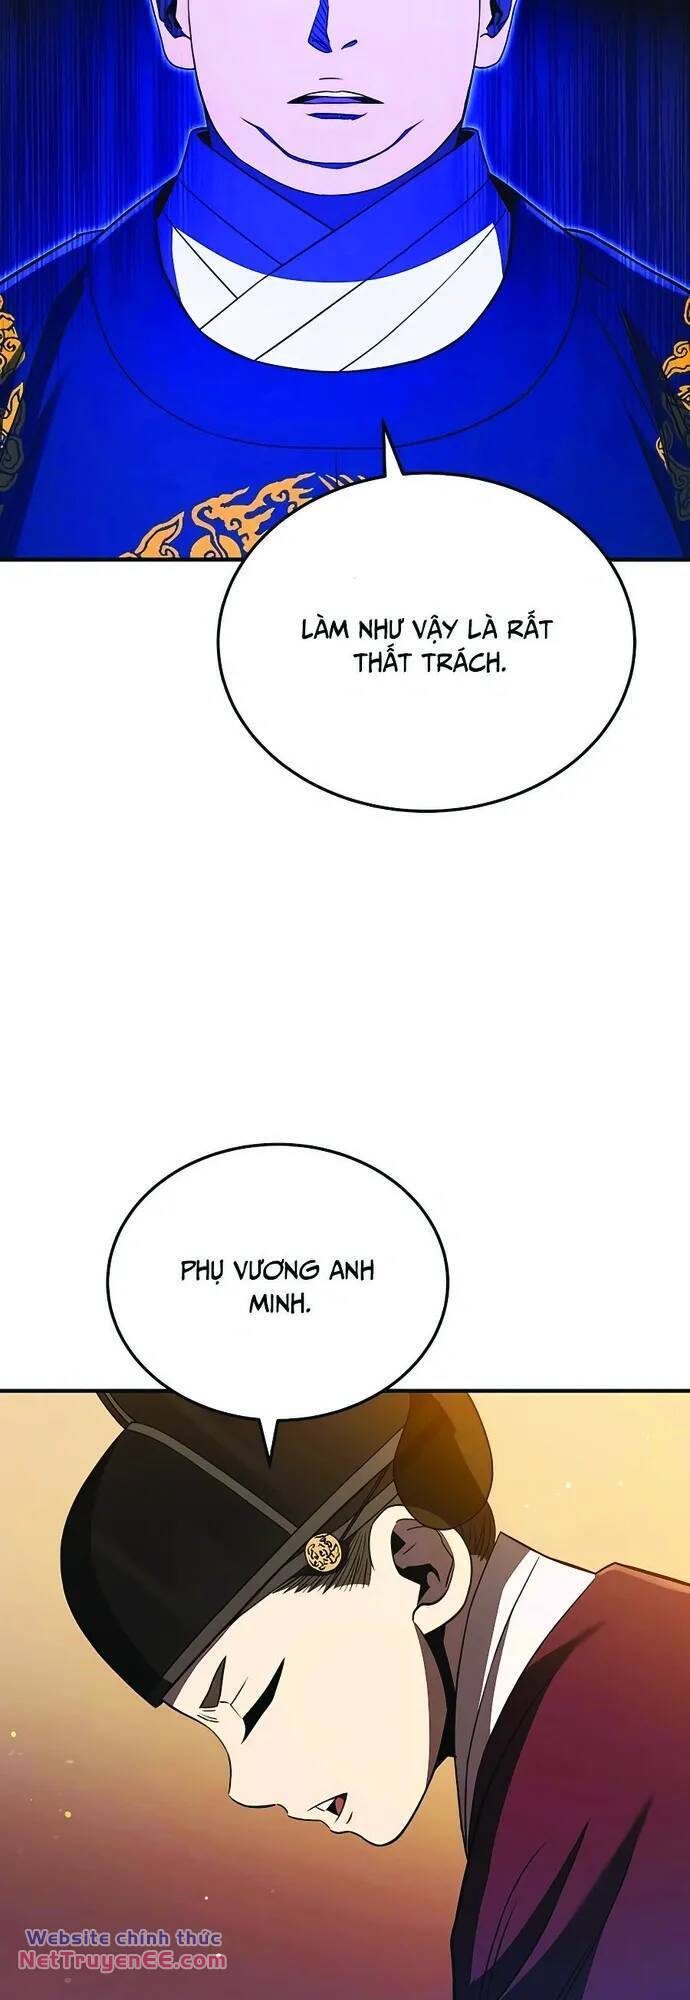 LÀM NHƯ VẬY LÀ RẤT
THẤT TRÁCH.
PHỤ VƯƠNG ANH
MINH.
Website chính thức
NetTruyenEE.com